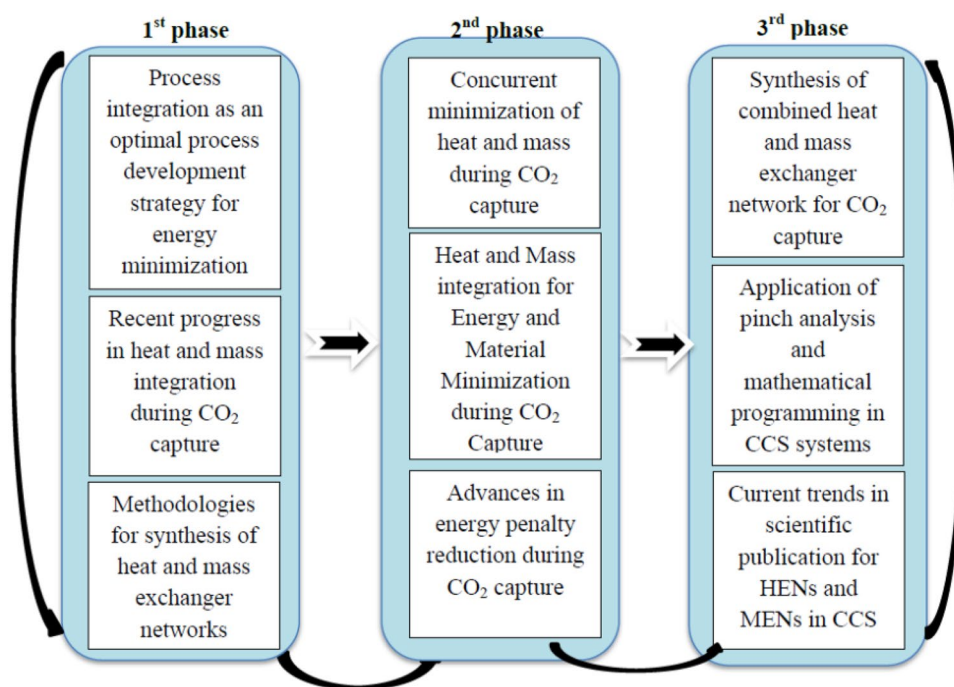 1st phase
Process
integration as an
optimal process
development
strategy for
energy
minimization
Recent progress
in heat and mass
integration
during CO₂
capture
Methodologies
for synthesis of
heat and mass
exchanger
networks
2nd phase
Concurrent
minimization of
heat and mass
during CO₂
capture
Heat and Mass
integration for
Energy and
Material
Minimization
during CO₂
Capture
Advances in
energy penalty
reduction during
CO₂ capture
3rd phase
Synthesis of
combined heat
and mass
exchanger
network for CO₂
capture
Application of
pinch analysis
and
mathematical
programming in
CCS systems
Current trends in
scientific
publication for
HENs and
MENs in CCS